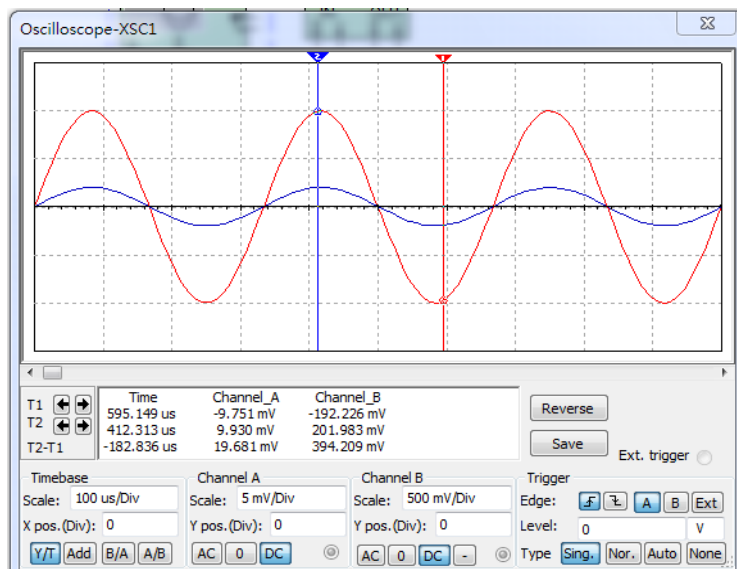 Oscilloscope-XSC1
2 1
Time Channel_A Channel_B
T1 595.149 us -9.751 mV -192.226 mV
T2 412.313 us 9.930 mV 201.983 mV
T2-T1 -182.836 us 19.681 mV 394.209 mV
Reverse
Save
Ext. trigger
Timebase
Scale: 100 us/Div
X pos.(Div): 0
Y/T Add B/A A/B
Channel A
Scale: 5 mV/Div
Y pos.(Div): 0
AC 0 DC
Channel B
Scale: 500 mV/Div
Y pos.(Div): 0
AC 0 DC -
Trigger
Edge: A B Ext
Level: 0 V
Type Sing. Nor. Auto None